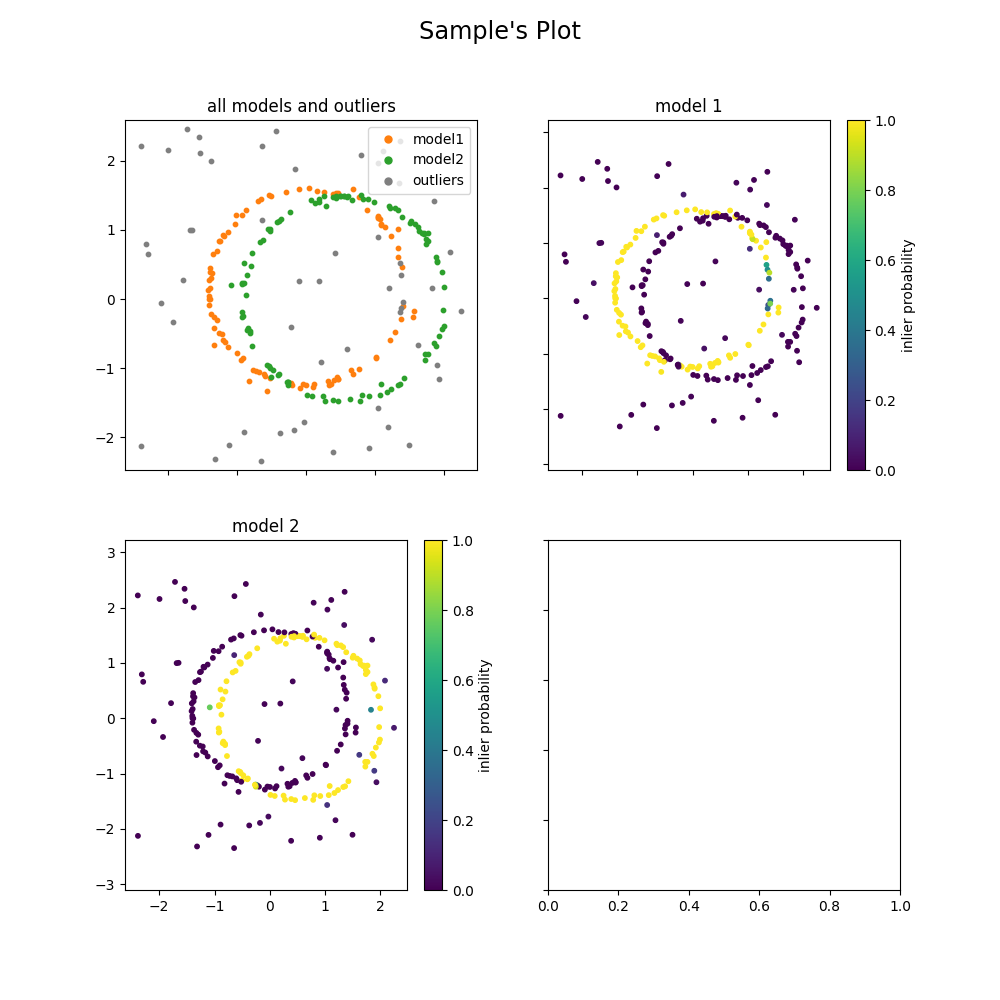 Sample's Plot
all models and outliers
model1
model2
outliers
2
1
0
−1
−2
model 1
1.0
0.8
0.6
0.4
0.2
0.0
inlier probability
model 2
3
2
1
0
−1
−2
−3
−2 −1 0 1 2
1.0
0.8
0.6
0.4
0.2
0.0
inlier probability
0.0 0.2 0.4 0.6 0.8 1.0